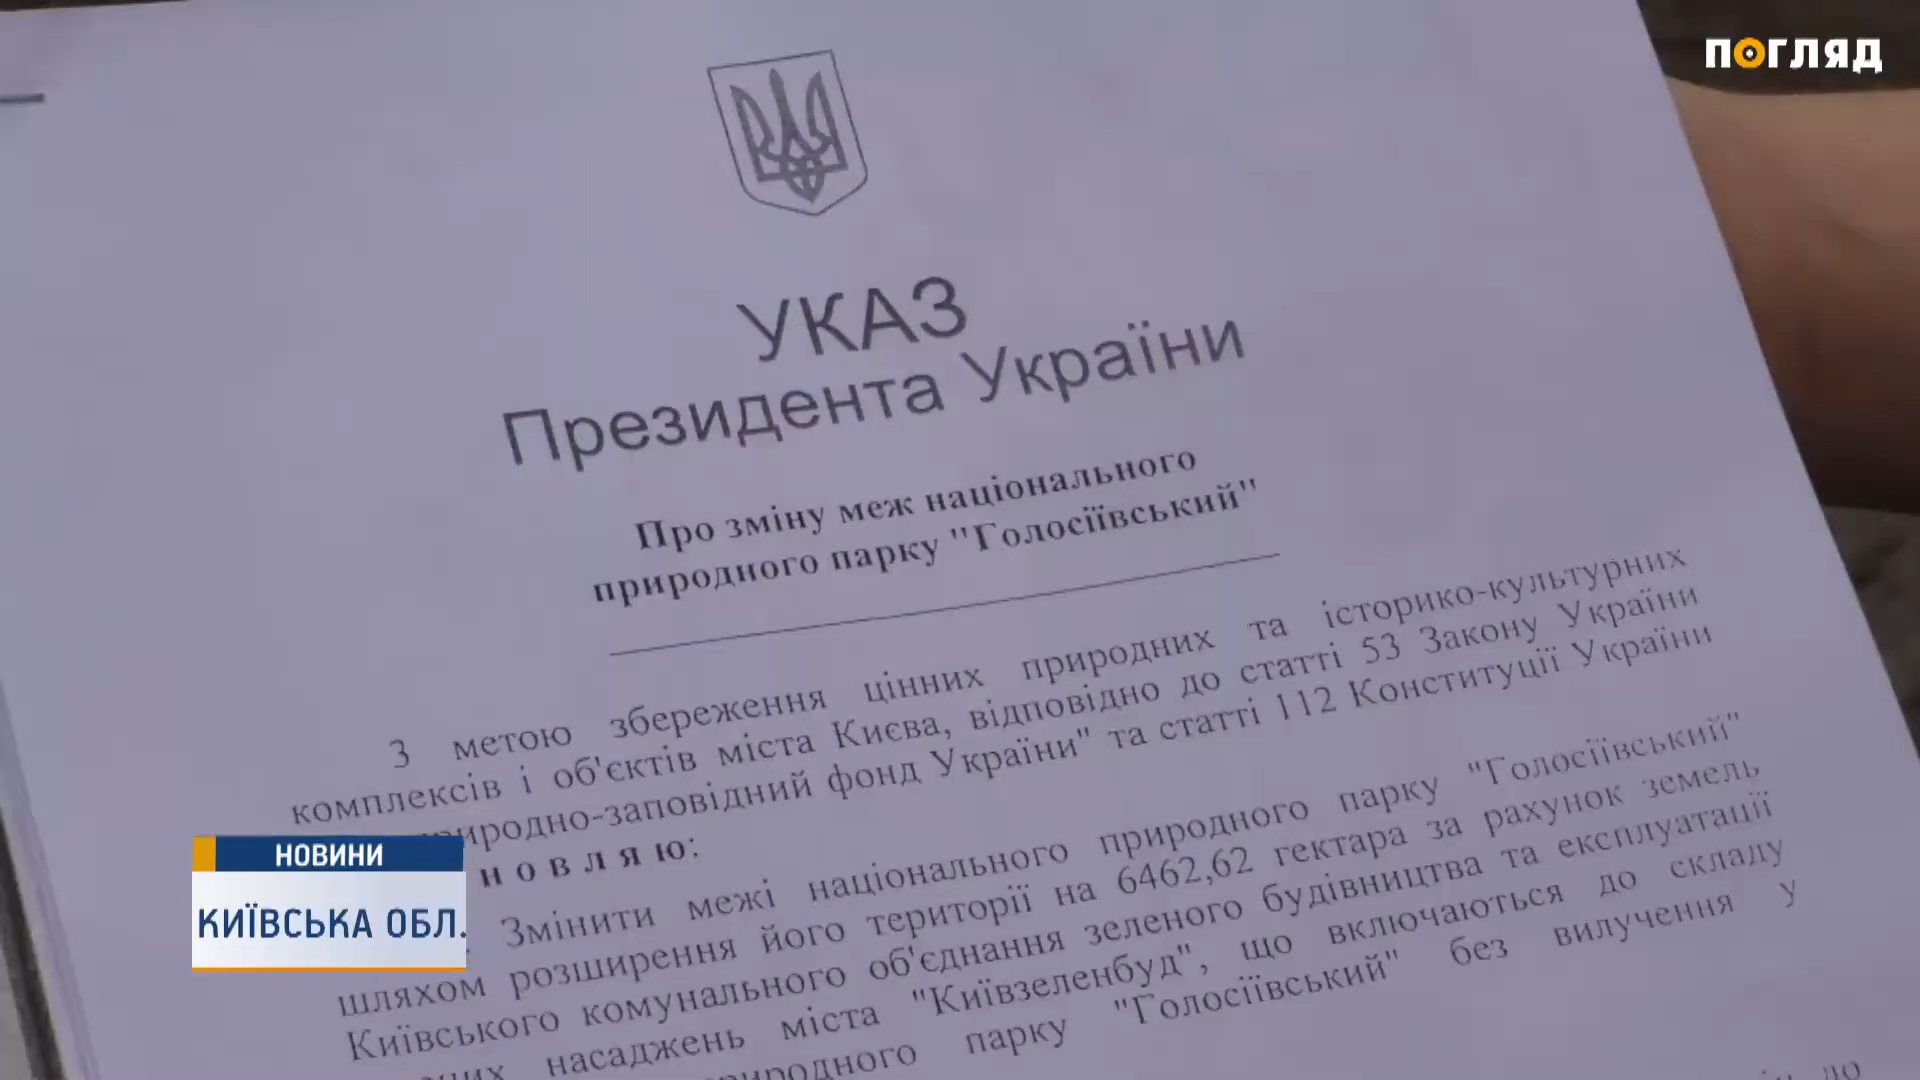 ПОГЛЯД
УКАЗ
Президента України
Про зміну меж національного
природного парку "Голосіївський"
З метою збереження цінних природних та історико-культурних
комплексів і об'єктів міста Києва, відповідно до статті 53 Закону України
природно-заповідний фонд України" та статті 112 Конституції України
н о в л я ю:
Змінити межі національного природного парку "Голосіївський"
шляхом розширення його території на 6462,62 гектара за рахунок земель
Київського комунального об'єднання зеленого будівництва та експлуатації
насаджень міста "Київзеленбуд", що включаються до складу
природного парку "Голосіївський" без вилучення у
до
НОВИНИ
КИЇВСЬКА ОБЛ.